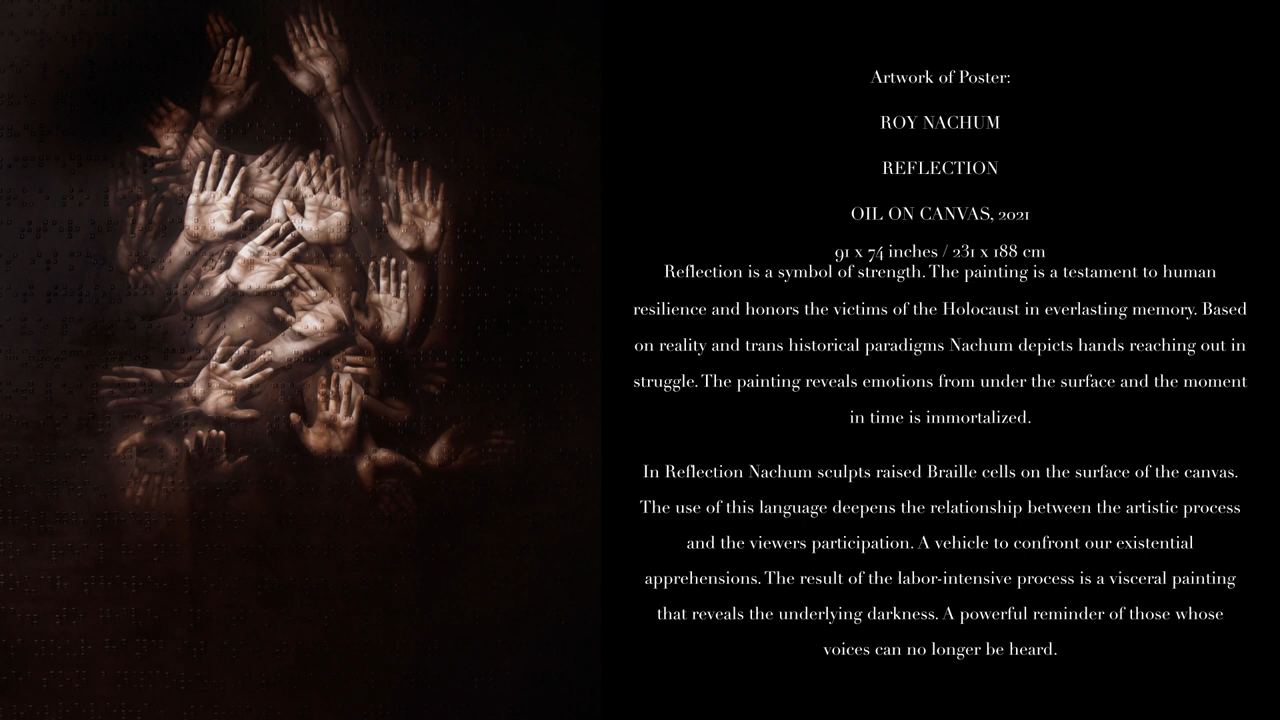 Artwork of Poster:
ROY NACHUM
REFLECTION
OIL ON CANVAS, 2021
91 x 74 inches / 231 x 188 cm
Reflection is a symbol of strength. The painting is a testament to human
resilience and honors the victims of the Holocaust in everlasting memory. Based
on reality and trans historical paradigms Nachum depicts hands reaching out in
struggle. The painting reveals emotions from under the surface and the moment
in time is immortalized.
In Reflection Nachum sculpts raised Braille cells on the surface of the canvas.
The use of this language deepens the relationship between the artistic process
and the viewers participation. A vehicle to confront our existential
apprehensions. The result of the labor-intensive process is a visceral painting
that reveals the underlying darkness. A powerful reminder of those whose
voices can no longer be heard.